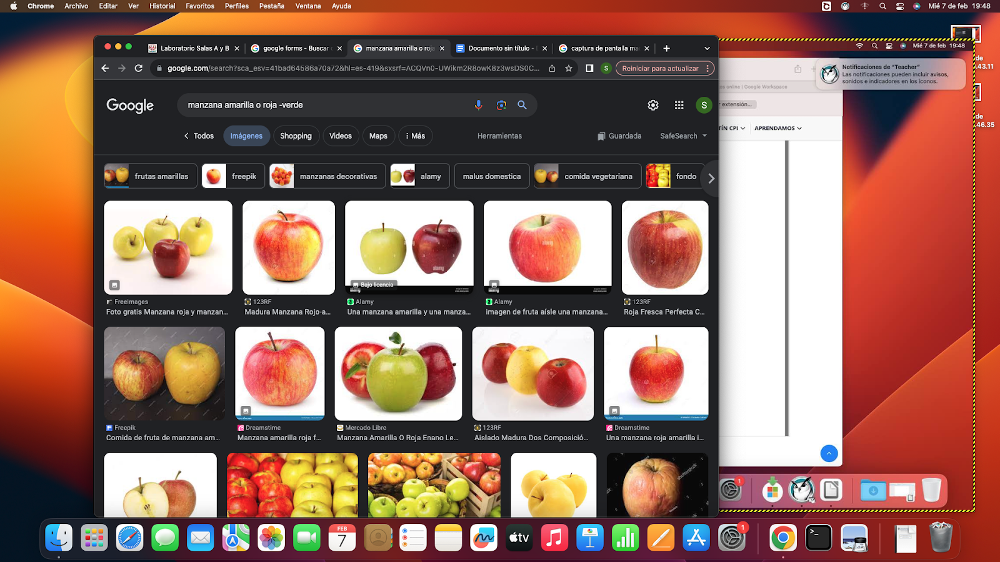 Chrome Archivo Editar Ver Historial Favoritos Perfiles Pestaña Ventana Ayuda
Mié 7 de feb 19:48
Laboratorio Salas A y B
google forms - Buscar
manzana amarilla o roja
Documento sin título -
captura de pantalla ma
google.com/search?sca_esv=41bad64586a70a72&hl=es-419&sxsrf=ACQVn0-UWikm2R8owK8z3wsDS0C...
S
Reiniciar para actualizar
Google
manzana amarilla o roja -verde
S
Todos Imágenes Shopping Videos Maps Más Herramientas Guardada SafeSearch
frutas amarillas freepik manzanas decorativas alamy malus domestica comida vegetariana fondo
alamy
alamy
Bajo licencia
FreeImages
Foto gratis Manzana roja y manzan...
123RF
Madura Manzana Rojo-a...
Alamy
Una manzana amarilla y una manza...
Alamy
imagen de fruta aísle una manzana...
123RF
Roja Fresca Perfecta C...
Freepik
Comida de fruta de manzana am...
Dreamstime
Manzana amarilla roja f...
Mercado Libre
Manzana Amarilla O Roja Enano Le...
123RF
Aislado Madura Dos Composició...
Dreamstime
Una manzana roja amarilla i...
shutterstock
Mié 7 de feb 19:48
Notificaciones de "Teacher"
Las notificaciones pueden incluir avisos,
sonidos e indicadores en los íconos.
os online | Google Workspace
r extensión...
TÍN CPI APRENDAMOS
de
.43.11
de
.46.35
1
FEB
7
tv
1